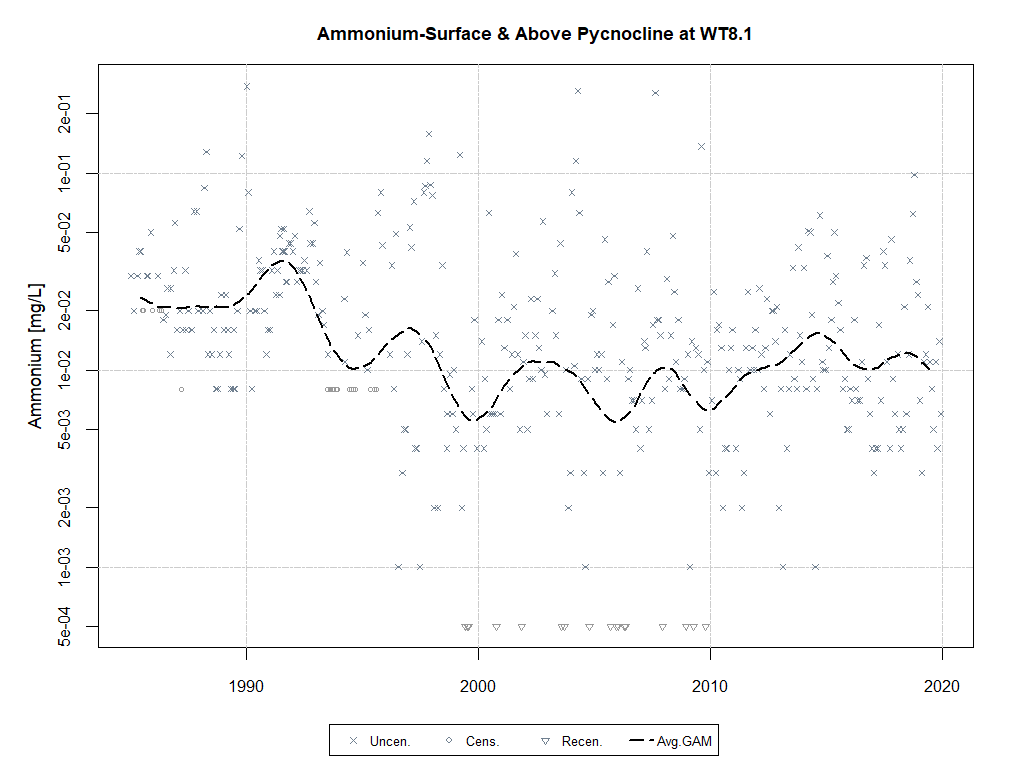 Ammonium-Surface & Above Pycnocline at WT8.1
Ammonium [mg/L]
2e-01
1e-01
5e-02
2e-02
1e-02
5e-03
2e-03
1e-03
5e-04
1990 2000 2010 2020
Uncen. Cens. Recen. Avg.GAM